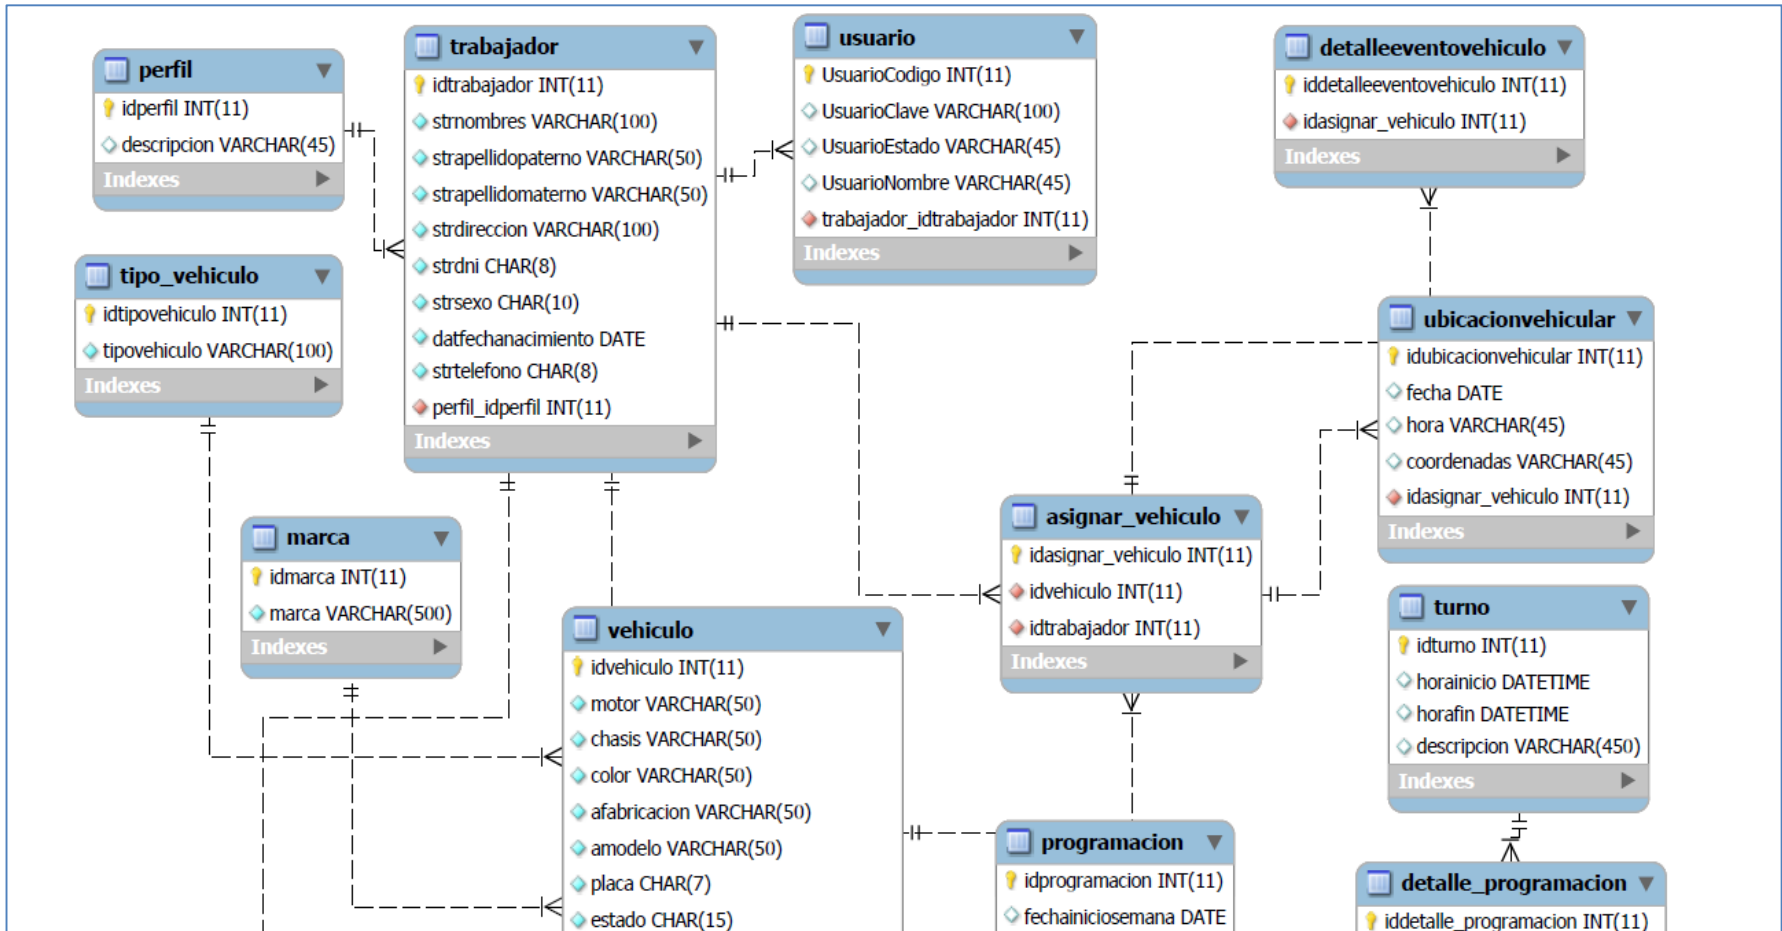 perfil
idperfil INT(11)
descripcion VARCHAR(45)
Indexes
trabajador
idtrabajador INT(11)
strnombres VARCHAR(100)
strapellidopaterno VARCHAR(50)
strapellidomaterno VARCHAR(50)
strdireccion VARCHAR(100)
strdni CHAR(8)
strsexo CHAR(10)
datfechanacimiento DATE
strtelefono CHAR(8)
perfil_idperfil INT(11)
Indexes
usuario
UsuarioCodigo INT(11)
UsuarioClave VARCHAR(100)
UsuarioEstado VARCHAR(45)
UsuarioNombre VARCHAR(45)
trabajador_idtrabajador INT(11)
Indexes
detalleeventovehiculo
iddetalleeventovehiculo INT(11)
idasignar_vehiculo INT(11)
Indexes
tipo_vehiculo
idtipovehiculo INT(11)
tipovehiculo VARCHAR(100)
Indexes
ubicacionvehicular
idubicacionvehicular INT(11)
fecha DATE
hora VARCHAR(45)
coordenadas VARCHAR(45)
idasignar_vehiculo INT(11)
Indexes
marca
idmarca INT(11)
marca VARCHAR(500)
Indexes
asignar_vehiculo
idasignar_vehiculo INT(11)
idvehiculo INT(11)
idtrabajador INT(11)
Indexes
vehiculo
idvehiculo INT(11)
motor VARCHAR(50)
chasis VARCHAR(50)
color VARCHAR(50)
afabricacion VARCHAR(50)
amodelo VARCHAR(50)
placa CHAR(7)
estado CHAR(15)
turno
idturno INT(11)
horainicio DATETIME
horafin DATETIME
descripcion VARCHAR(450)
Indexes
programacion
idprogramacion INT(11)
fechainiciosemana DATE
detalle_programacion
iddetalle_programacion INT(11)